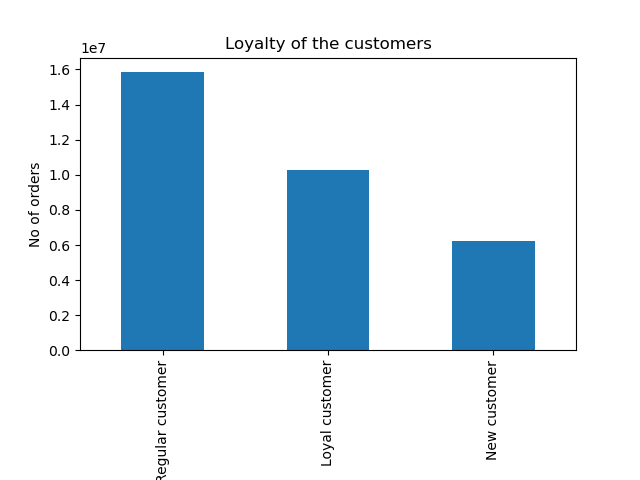 Loyalty of the customers
1e7
1.6
1.4
1.2
1.0
0.8
0.6
0.4
0.2
0.0
No of orders
Regular customer
Loyal customer
New customer